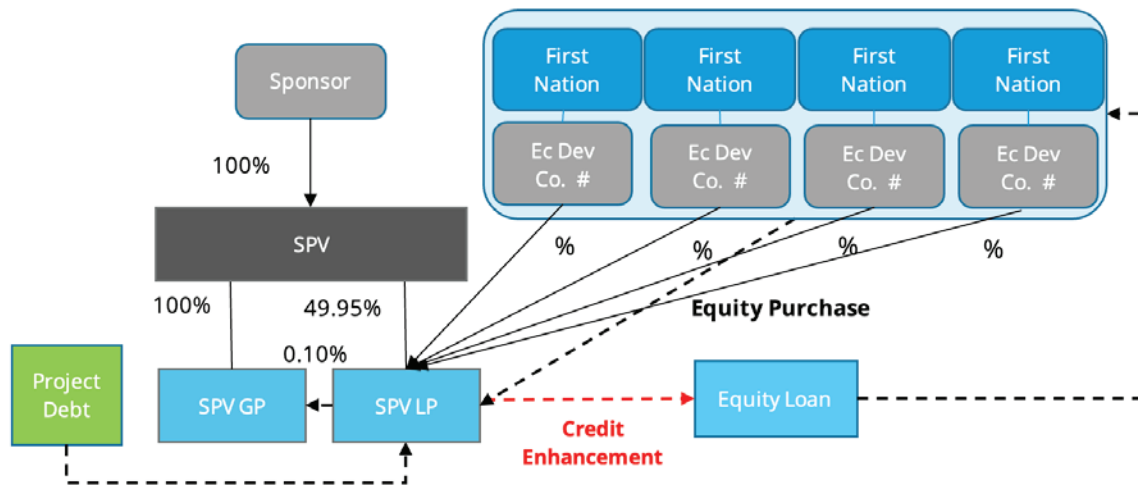 First
Nation
First
Nation
First
Nation
First
Nation
Sponsor
Ec Dev
Co. #
Ec Dev
Co. #
Ec Dev
Co. #
Ec Dev
Co. #
100%
SPV
%
%
%
%
100%
49.95%
Equity Purchase
0.10%
Project
Debt
SPV GP
SPV LP
Equity Loan
Credit
Enhancement